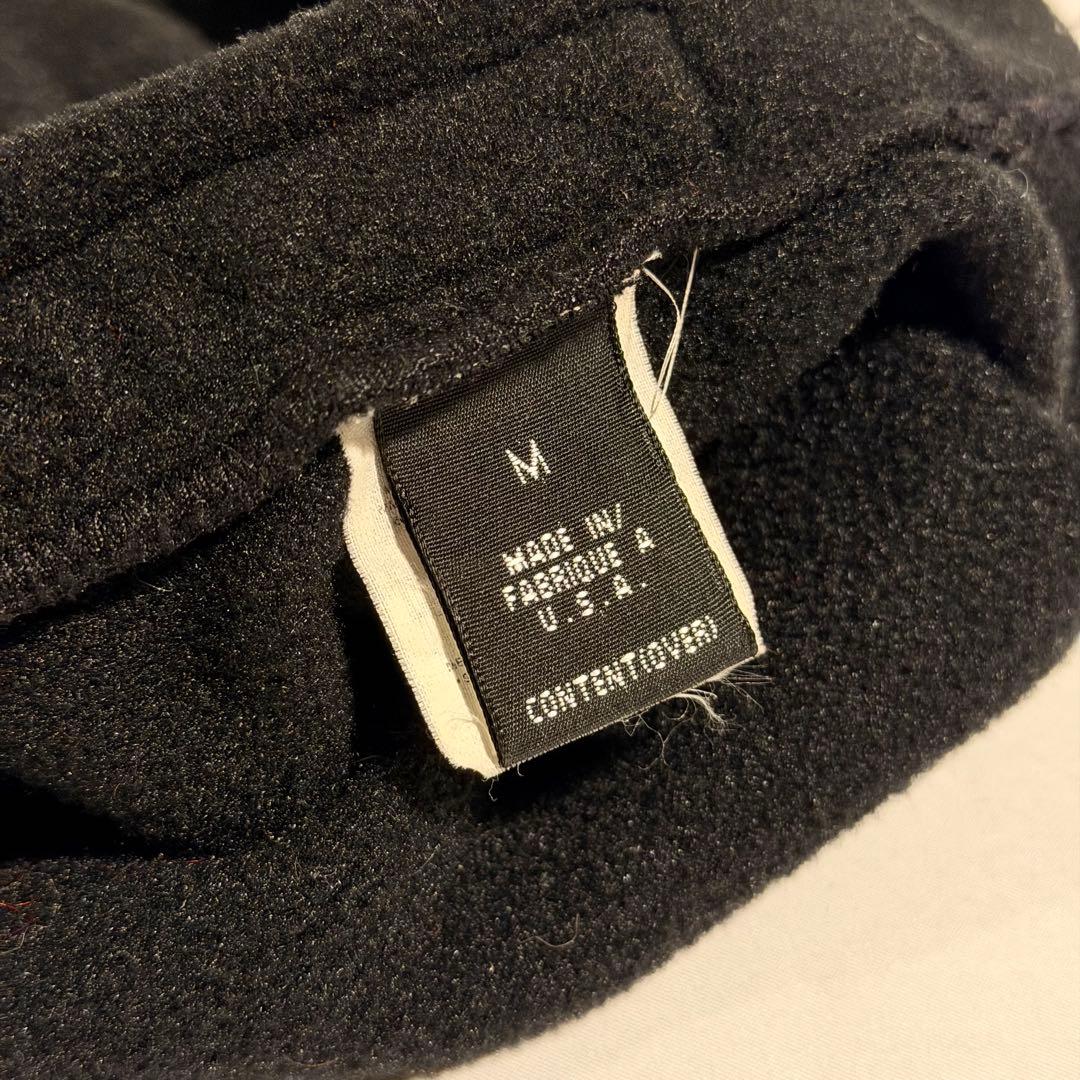 M
MADE IN/
FABRIQUE A
U.S.A.
CONTENT(OVER)